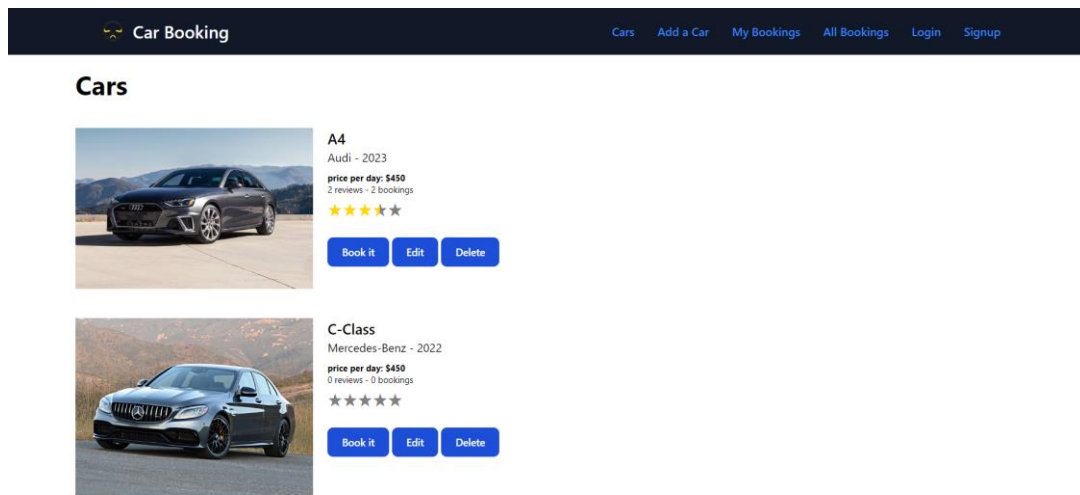 Car Booking
Cars Add a Car My Bookings All Bookings Login Signup
Cars
A4
Audi - 2023
price per day: $450
2 reviews - 2 bookings
Book it Edit Delete
C-Class
Mercedes-Benz - 2022
price per day: $450
0 reviews - 0 bookings
Book it Edit Delete